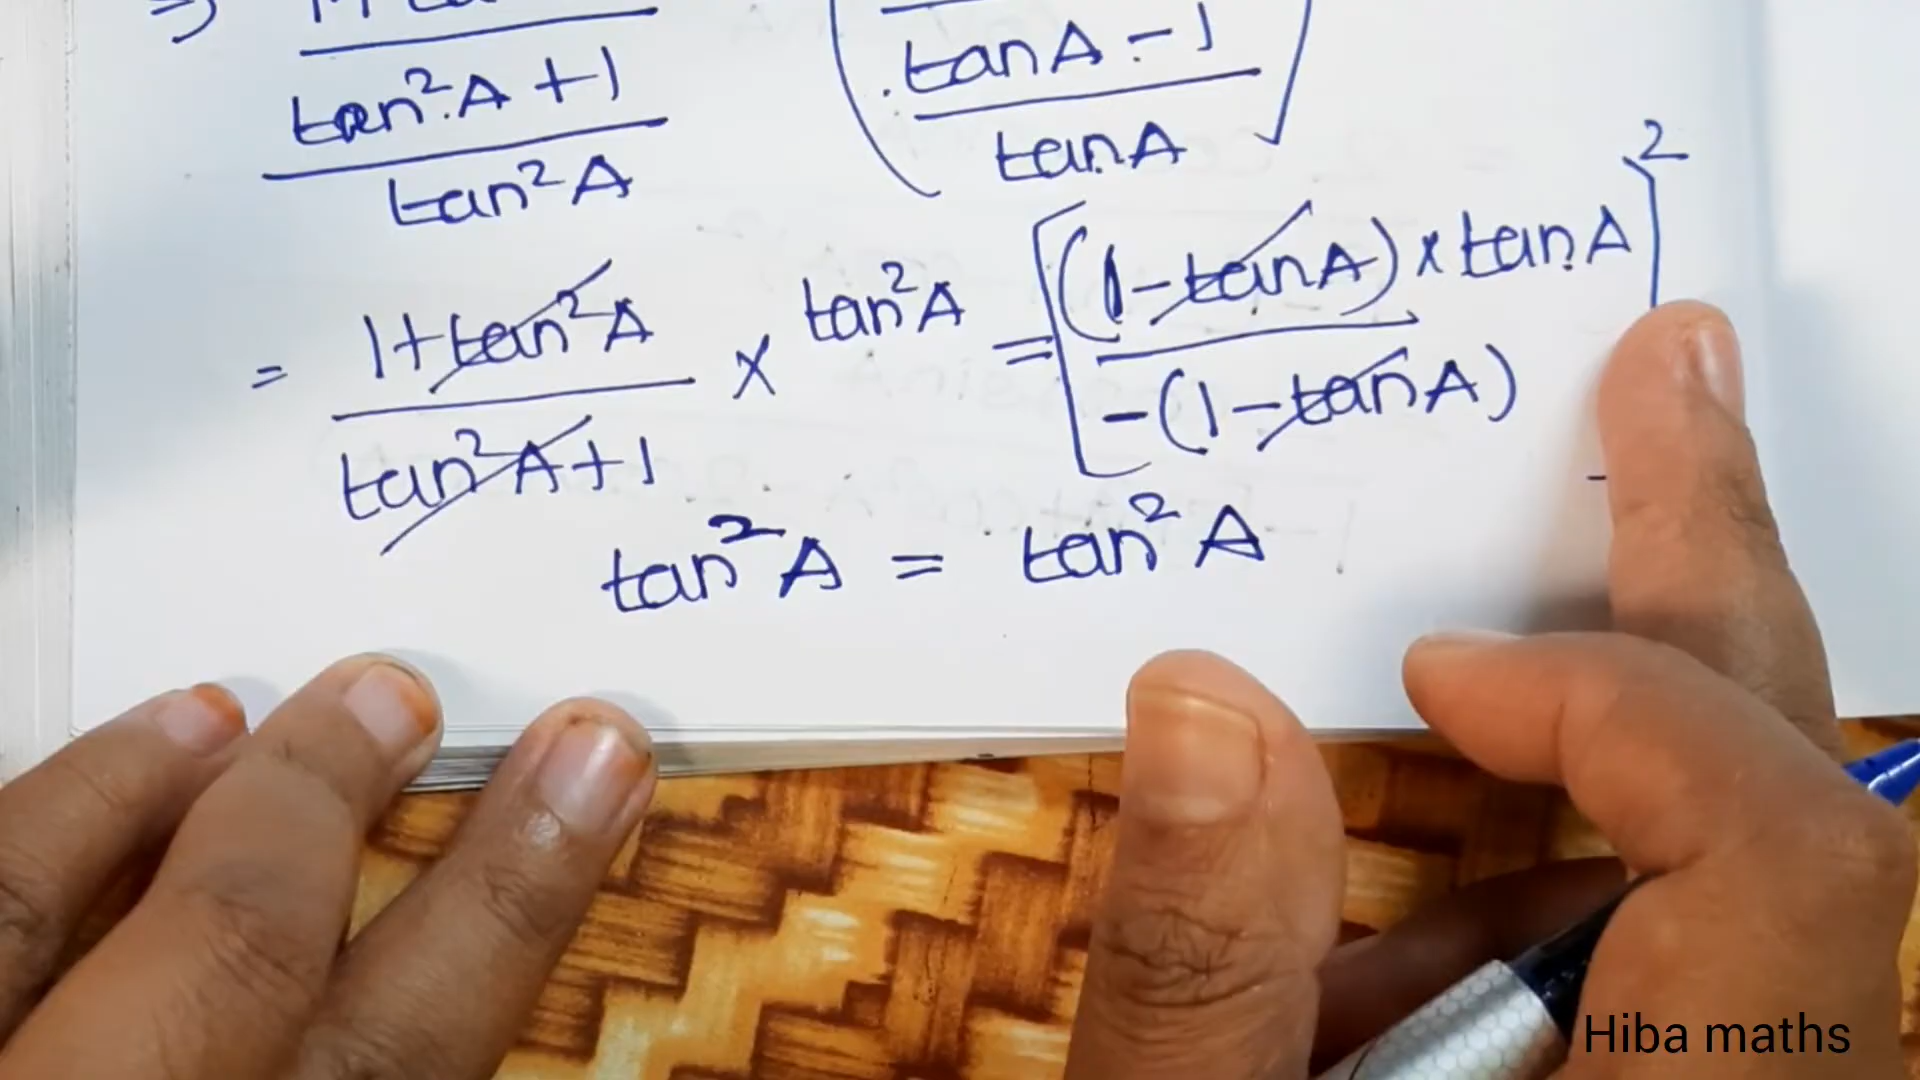 ⇒
tan²A + 1
tan²A
tanA - 1
tanA
= 1+tan²A / tan²A+1 × tan²A = [(1-tanA) × tanA / -(1-tanA)]²
tan²A = tan²A
Hiba maths